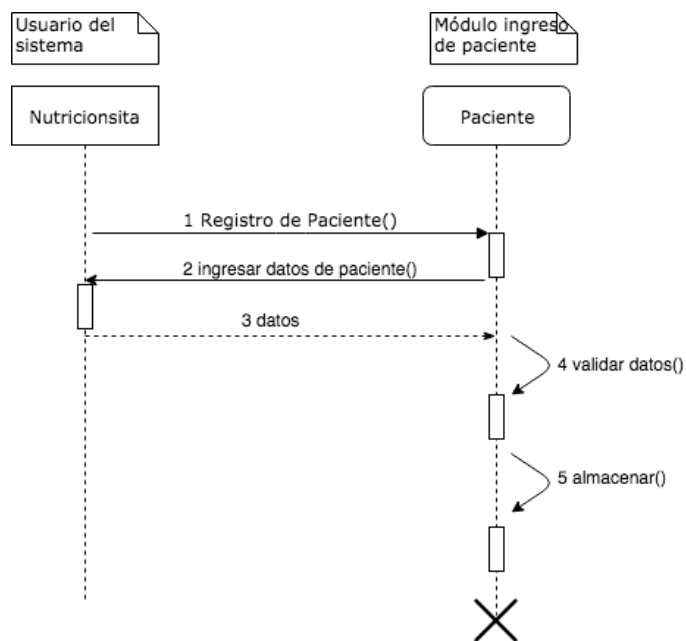 Usuario del
sistema
Módulo ingreso
de paciente
Nutricionsita
Paciente
1 Registro de Paciente()
2 ingresar datos de paciente()
3 datos
4 validar datos()
5 almacenar()